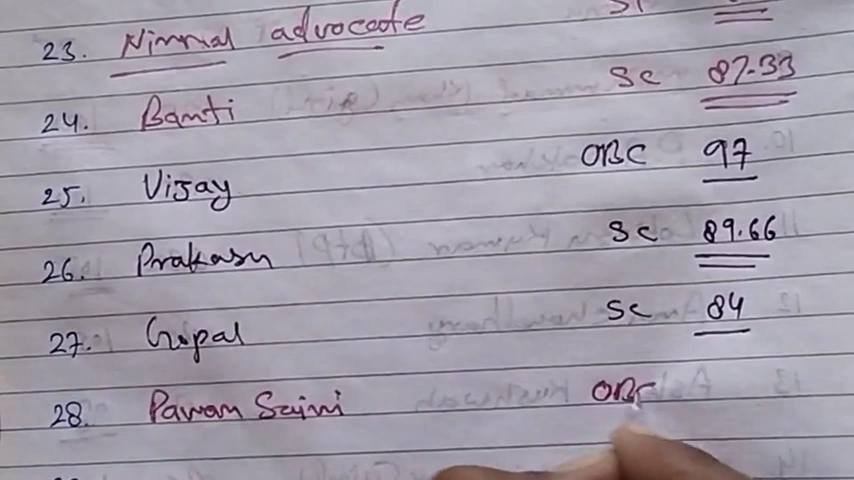 23. Nirmal advocate
24. Banti SC 87.33
25. Vijay OBC 97
26. Prakash SC 89.66
27. Gopal SC 84
28. Pawan Saini OBC